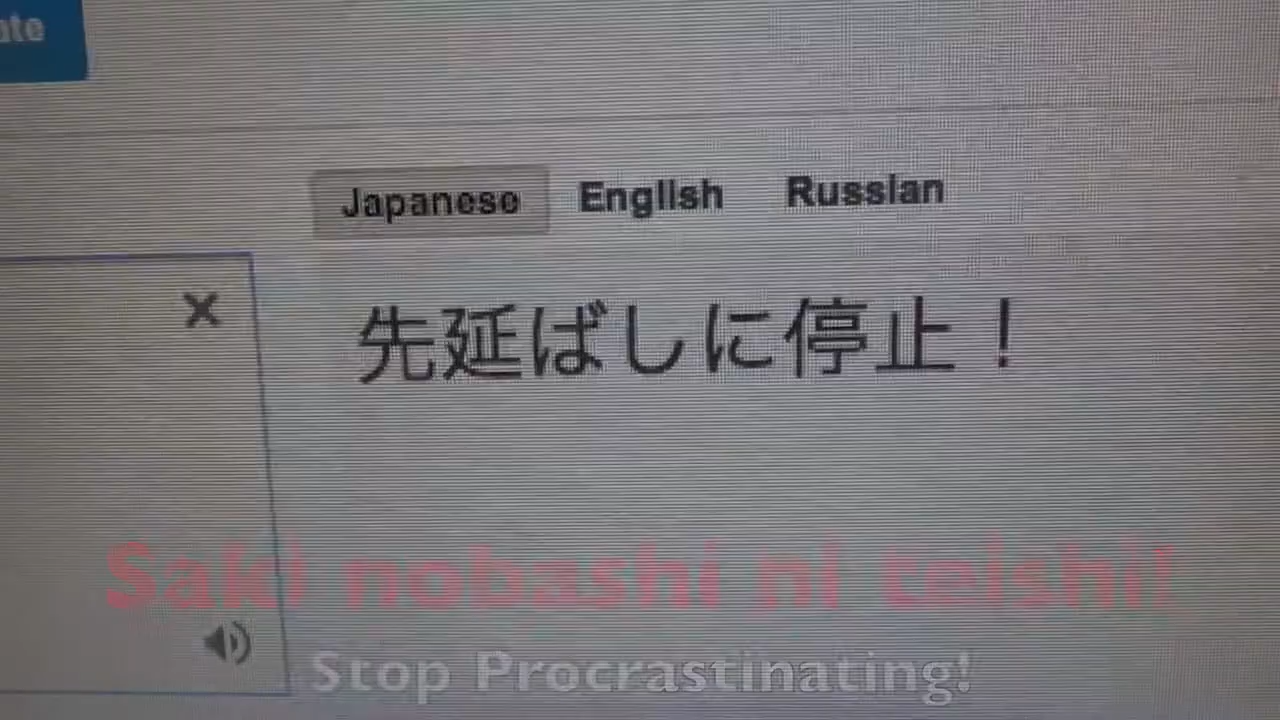 ate
Japanese English Russian
X
先延ばしに停止！
Saki nobashi ni teishi!
Stop Procrastinating!